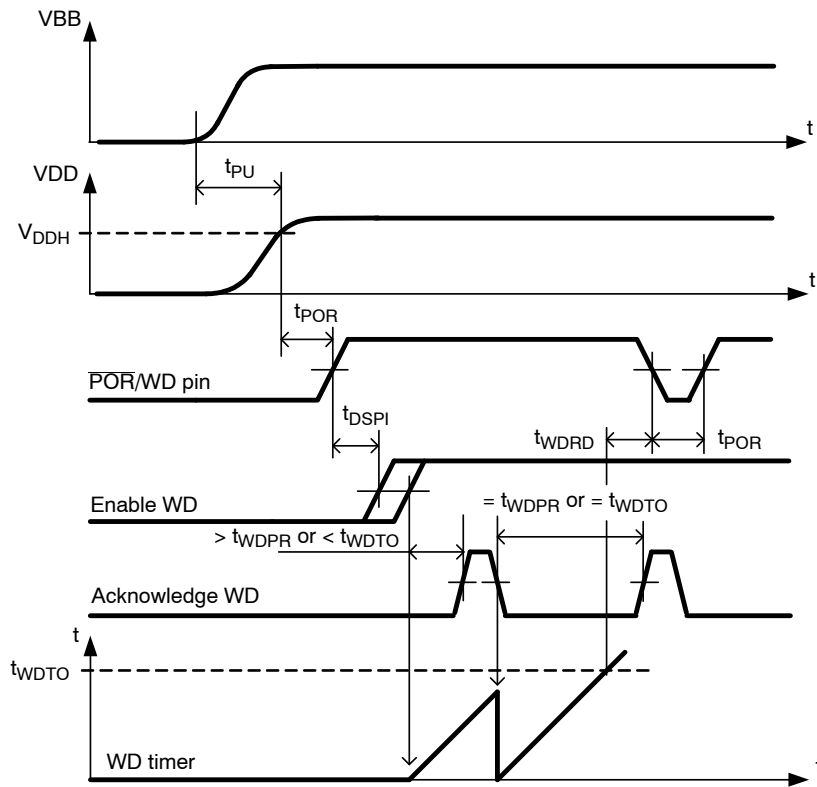 VBB
t
t_PU
VDD
V_DDH
t
t_POR
P̅O̅R̅/WD pin
t_DSPI
t_WDRD
t_POR
Enable WD
= t_WDPR or = t_WDTO
> t_WDPR or < t_WDTO
Acknowledge WD
t
t_WDTO
WD timer